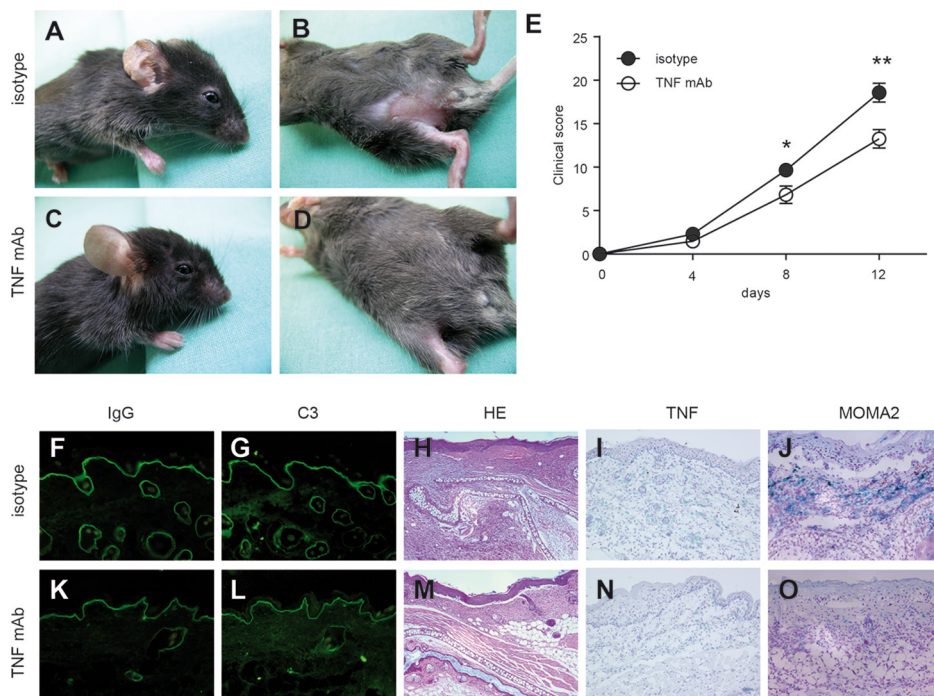 A
B
isotype
C
D
TNF mAb
E
Clinical score
25
20
15
10
5
0
isotype
TNF mAb
*
**
0
4
8
12
days
IgG
C3
HE
TNF
MOMA2
isotype
F
G
H
I
J
TNF mAb
K
L
M
N
O